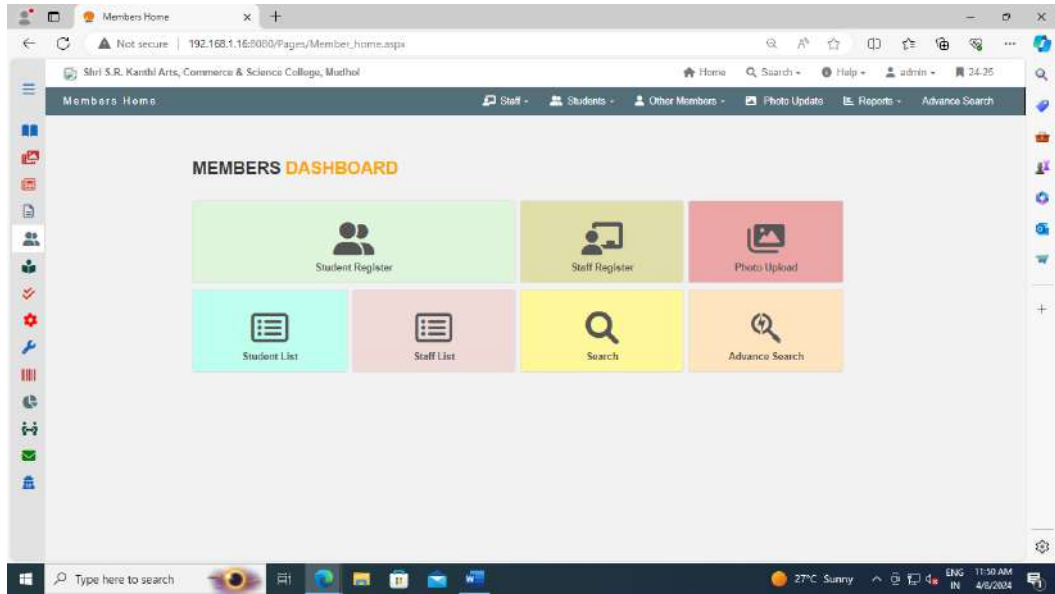 Members Home
Not secure | 192.168.1.16:8080/Pages/Member_home.aspx
Shri S.R. Kanthi Arts, Commerce & Science College, Mudhol
Home Search Help admin 24-25
Members Home
Staff Students Other Members Photo Update Reports Advance Search
MEMBERS DASHBOARD
Student Register Staff Register Photo Upload
Student List Staff List Search Advance Search
Type here to search
27°C Sunny
ENG 11:50 AM
IN 4/8/2024